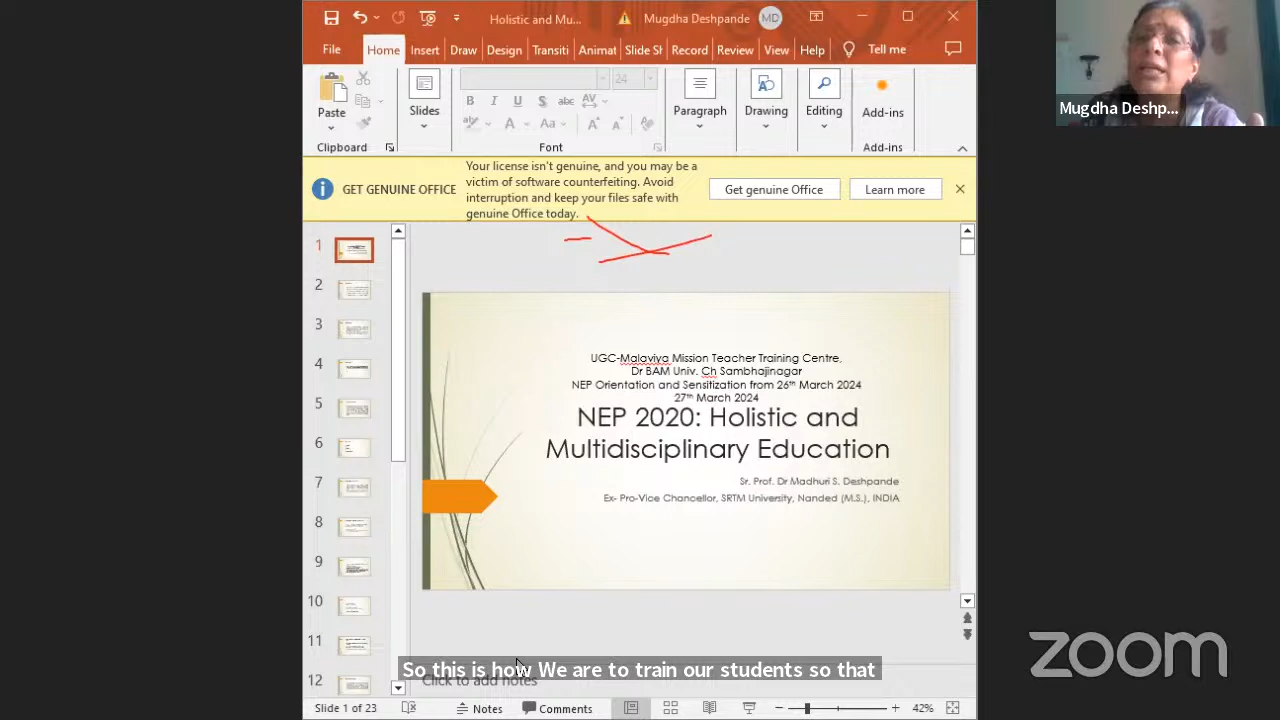 Holistic and Mu...
Mugdha Deshpande
MD
File
Home
Insert
Draw
Design
Transiti
Animat
Slide Sh
Record
Review
View
Help
Tell me
Mugdha Deshp...
Paste
Clipboard
Slides
24
B I U S abc AV
A Aa A A
Font
Paragraph
Drawing
Editing
Add-ins
Add-ins
GET GENUINE OFFICE
Your license isn't genuine, and you may be a
victim of software counterfeiting. Avoid
interruption and keep your files safe with
genuine Office today.
Get genuine Office
Learn more
1
2
3
4
5
6
7
8
9
10
11
12
UGC-Malaviya Mission Teacher Training Centre,
Dr BAM Univ. Ch Sambhajinagar
NEP Orientation and Sensitization from 26th March 2024
27th March 2024
NEP 2020: Holistic and
Multidisciplinary Education
Sr. Prof. Dr Madhuri S. Deshpande
Ex- Pro-Vice Chancellor, SRTM University, Nanded (M.S.), INDIA
So this is how We are to train our students so that
Click to add notes
zoom
Slide 1 of 23
Notes
Comments
42%